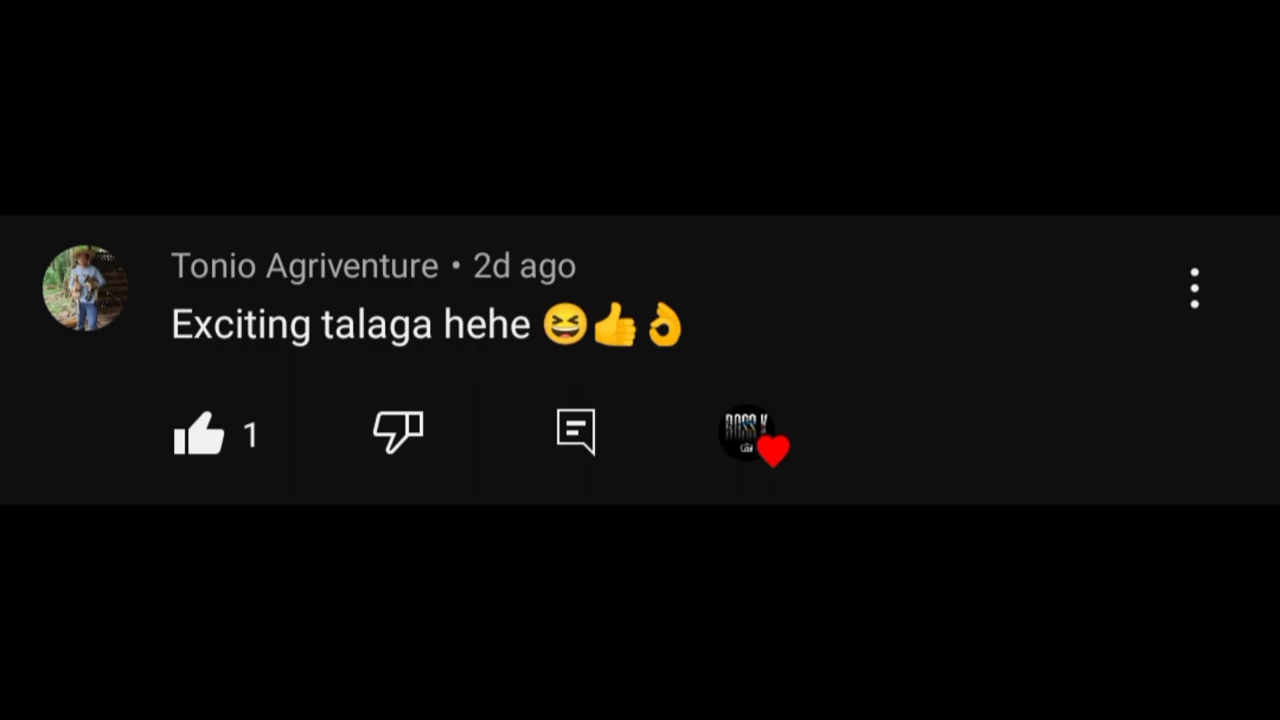 Tonio Agriventure • 2d ago
Exciting talaga hehe 😆👍👌
1